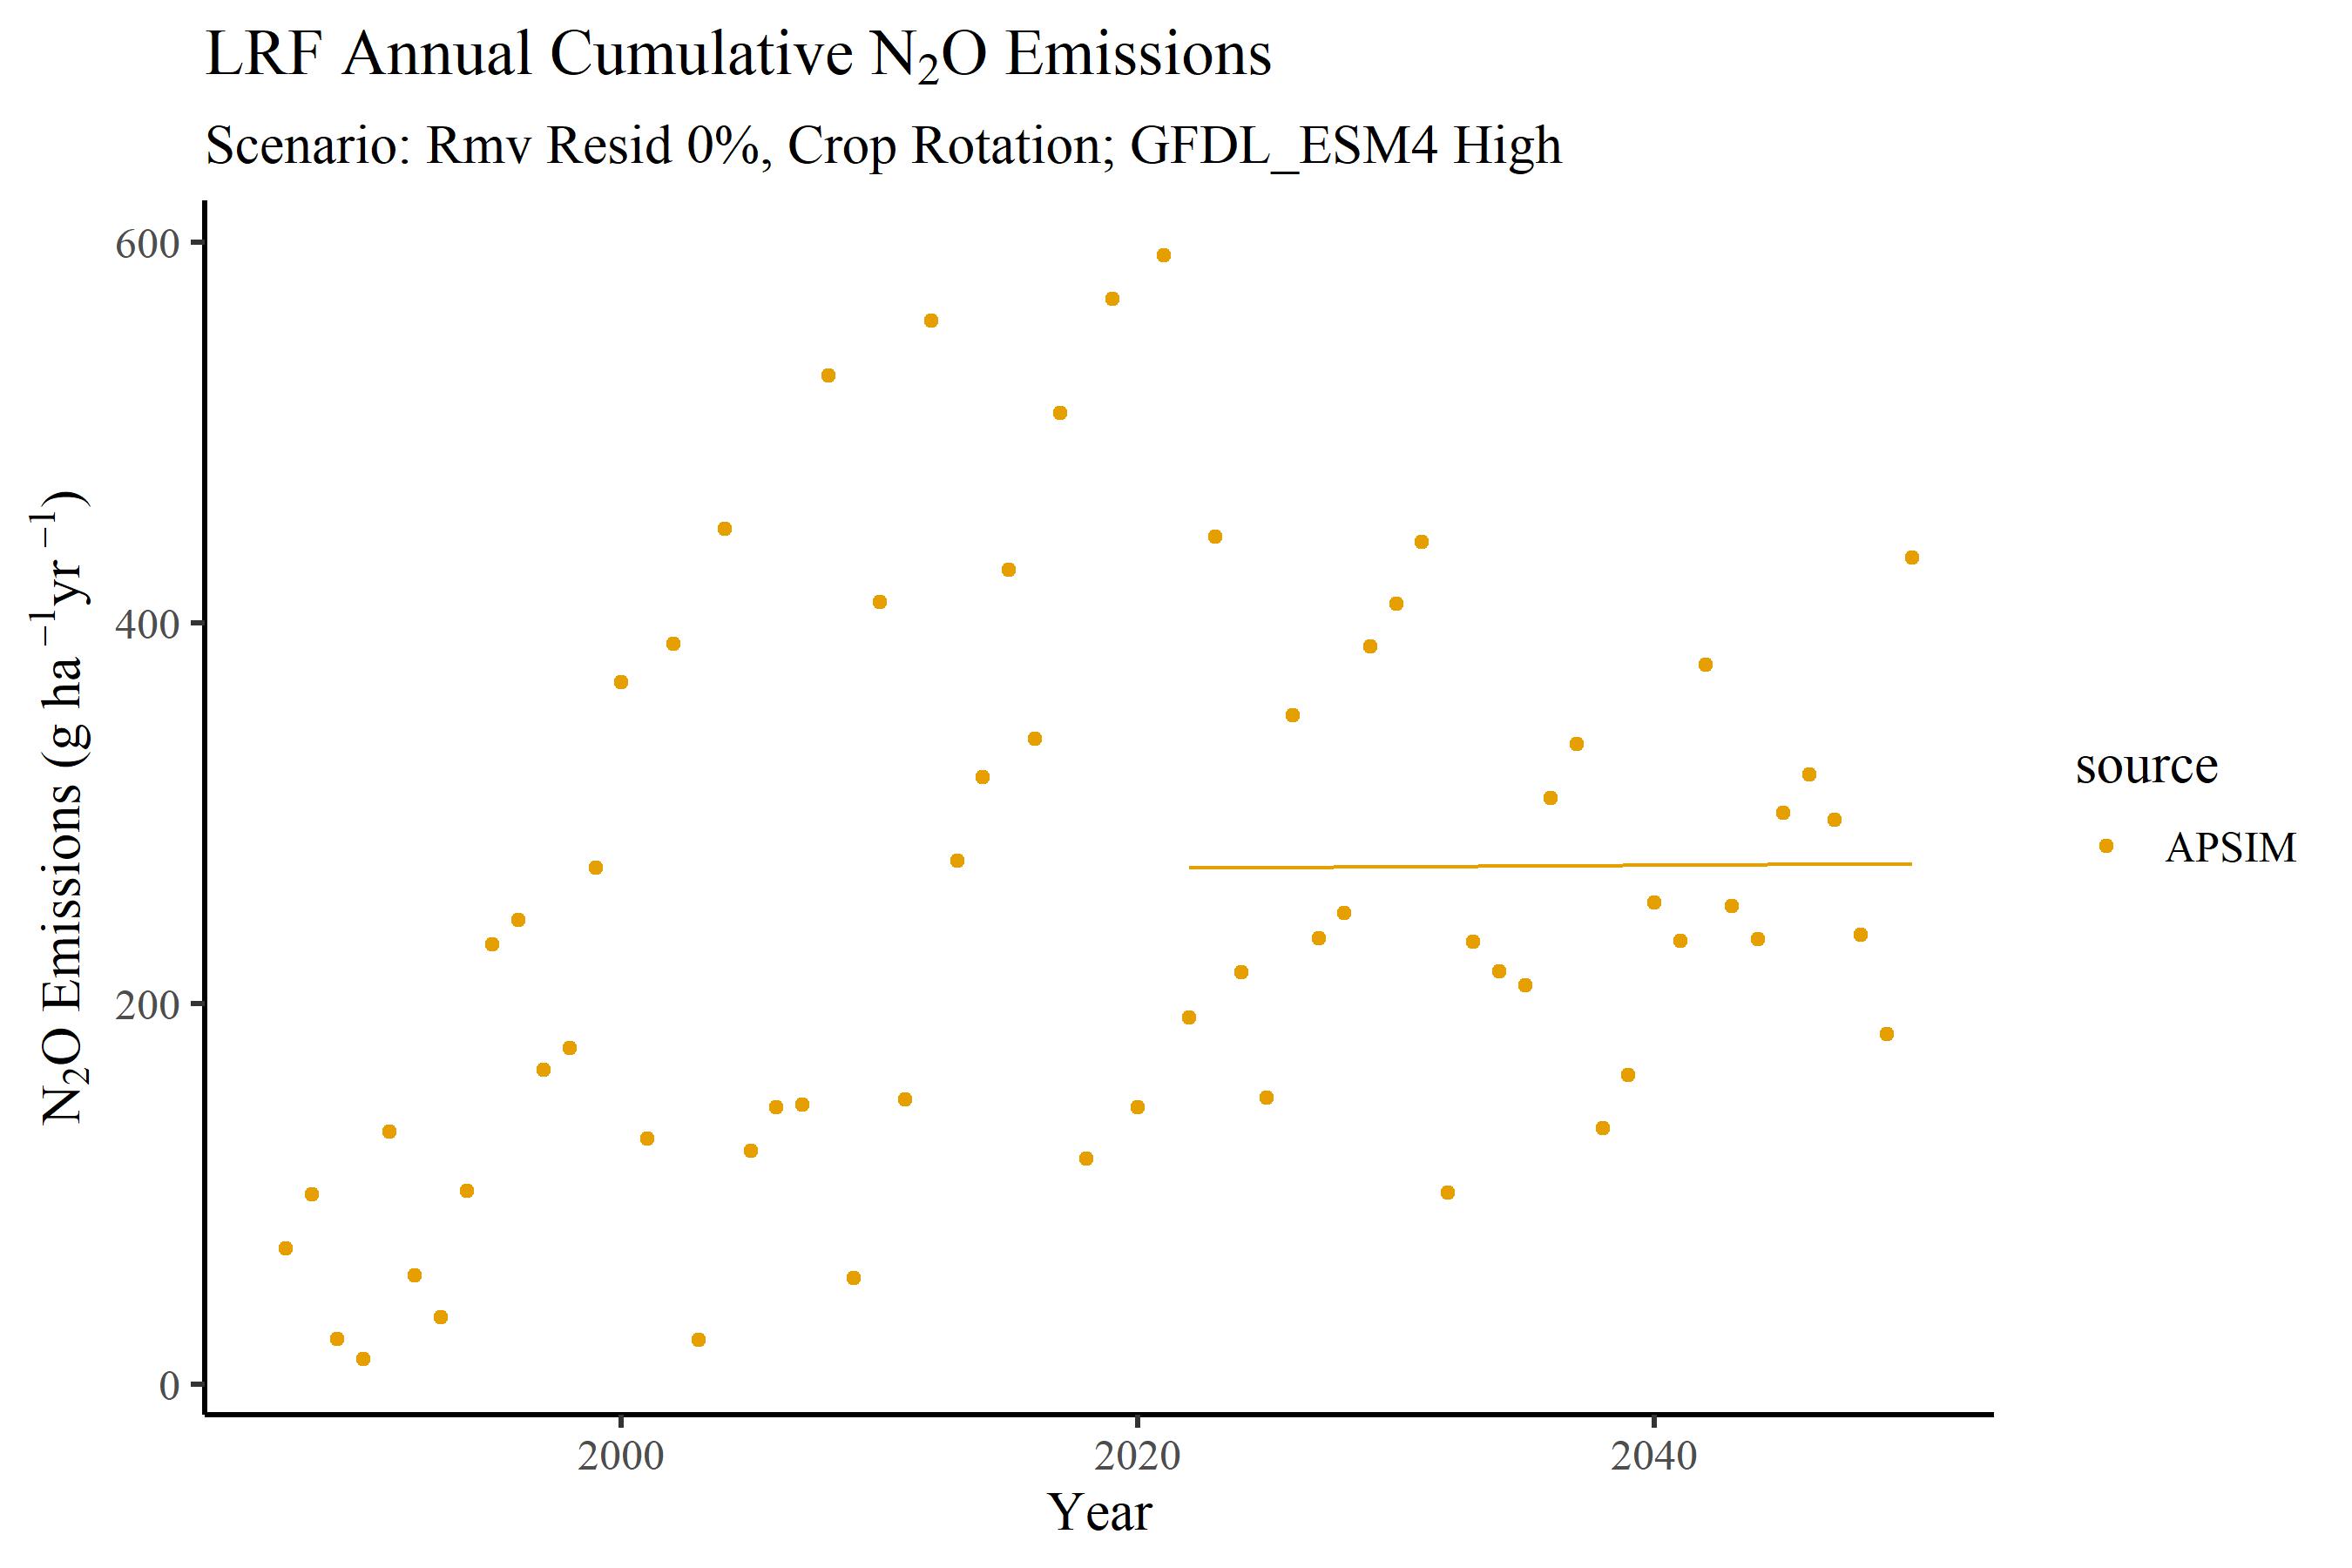 LRF Annual Cumulative N₂O Emissions
Scenario: Rmv Resid 0%, Crop Rotation; GFDL_ESM4 High
N₂O Emissions (g ha ⁻¹yr ⁻¹)
600
400
200
0
2000 2020 2040
Year
source
APSIM